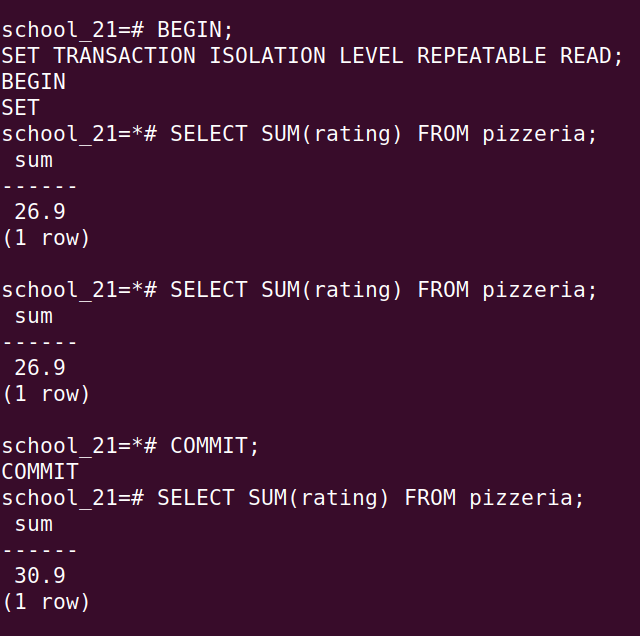 school_21=# BEGIN;
SET TRANSACTION ISOLATION LEVEL REPEATABLE READ;
BEGIN
SET
school_21=*# SELECT SUM(rating) FROM pizzeria;
 sum
------
 26.9
(1 row)

school_21=*# SELECT SUM(rating) FROM pizzeria;
 sum
------
 26.9
(1 row)

school_21=*# COMMIT;
COMMIT
school_21=# SELECT SUM(rating) FROM pizzeria;
 sum
------
 30.9
(1 row)